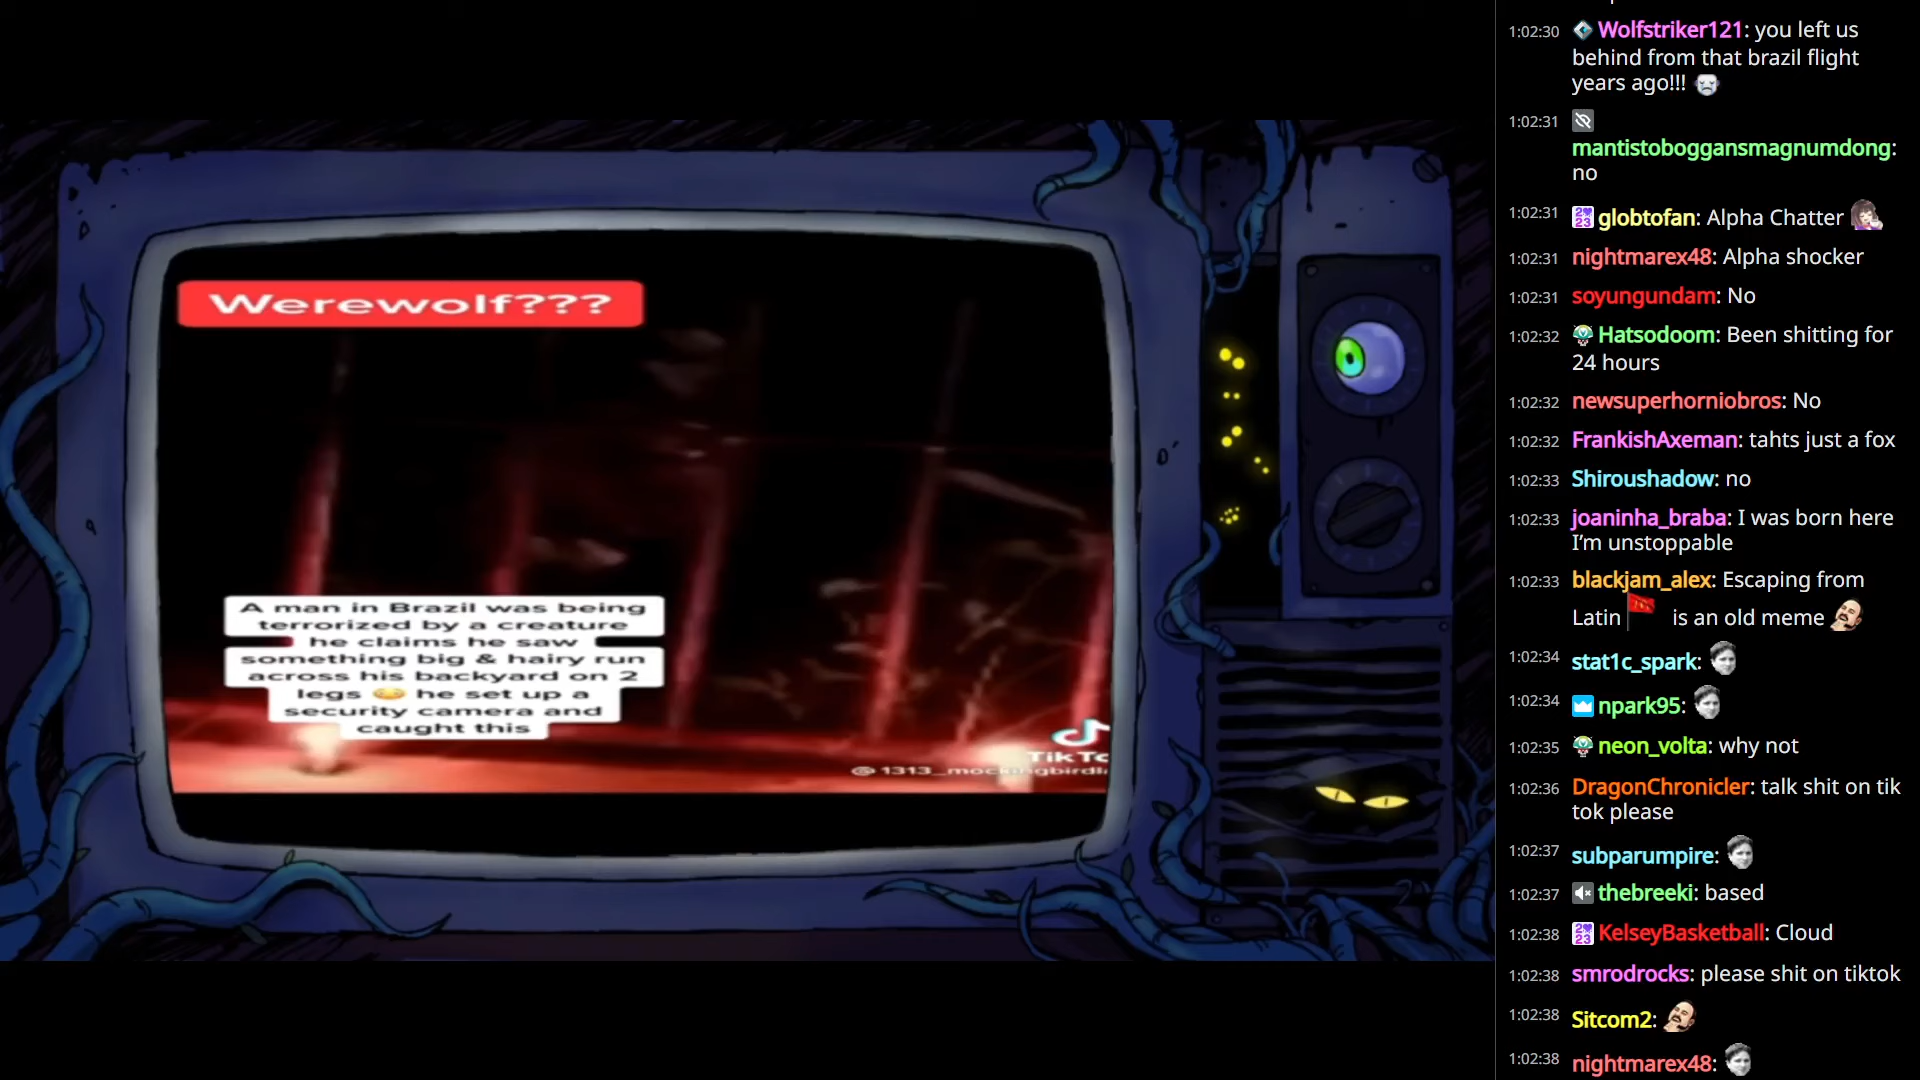 Werewolf???
A man in Brazil was being
terrorized by a creature
he claims he saw
something big & hairy run
across his backyard on 2
legs 😳 he set up a
security camera and
caught this
TikTo
@1313_mockingbirdl
1:02:30 Wolfstriker121: you left us
behind from that brazil flight
years ago!!!
1:02:31
mantistoboggansmagnumdong:
no
1:02:31 globtofan: Alpha Chatter
1:02:31 nightmarex48: Alpha shocker
1:02:31 soyungundam: No
1:02:32 Hatsodoom: Been shitting for
24 hours
1:02:32 newsuperhorniobros: No
1:02:32 FrankishAxeman: tahts just a fox
1:02:33 Shiroushadow: no
1:02:33 joaninha_braba: I was born here
I’m unstoppable
1:02:33 blackjam_alex: Escaping from
Latin is an old meme
1:02:34 stat1c_spark:
1:02:34 npark95:
1:02:35 neon_volta: why not
1:02:36 DragonChronicler: talk shit on tik
tok please
1:02:37 subparumpire:
1:02:37 thebreeki: based
1:02:38 KelseyBasketball: Cloud
1:02:38 smrodrocks: please shit on tiktok
1:02:38 Sitcom2:
1:02:38 nightmarex48: